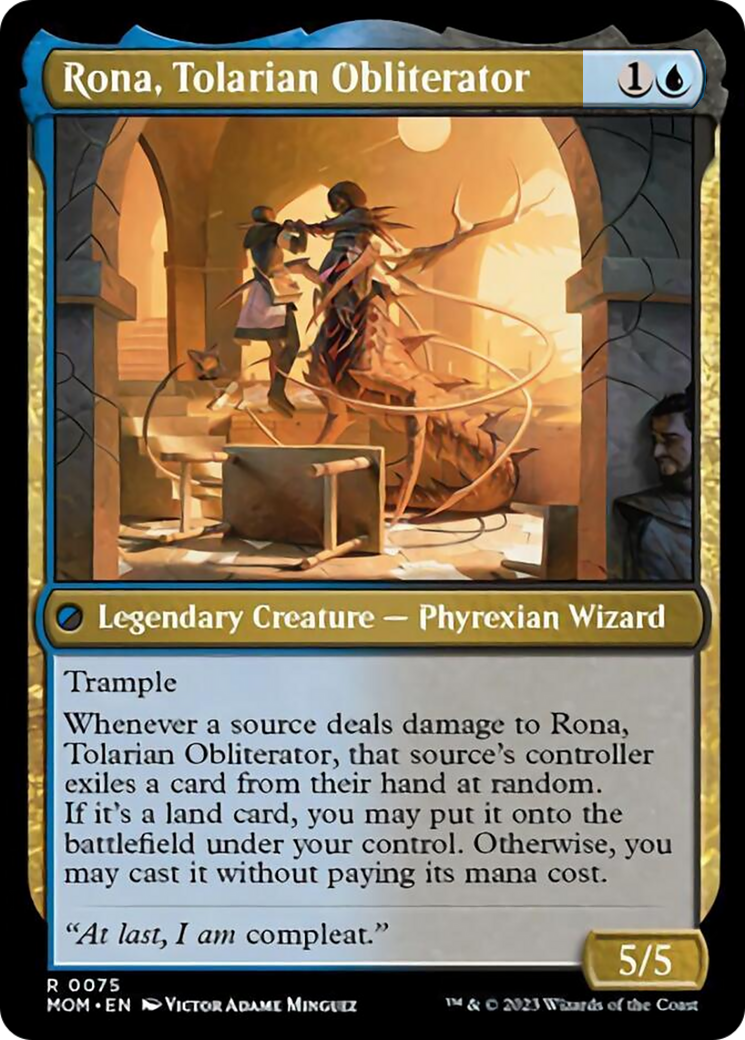 Rona, Tolarian Obliterator 1
Legendary Creature — Phyrexian Wizard
Trample
Whenever a source deals damage to Rona,
Tolarian Obliterator, that source's controller
exiles a card from their hand at random.
If it's a land card, you may put it onto the
battlefield under your control. Otherwise, you
may cast it without paying its mana cost.
"At last, I am compleat."
5/5
R 0075
MOM • EN Victor Adame Minguez
™ & © 2023 Wizards of the Coast